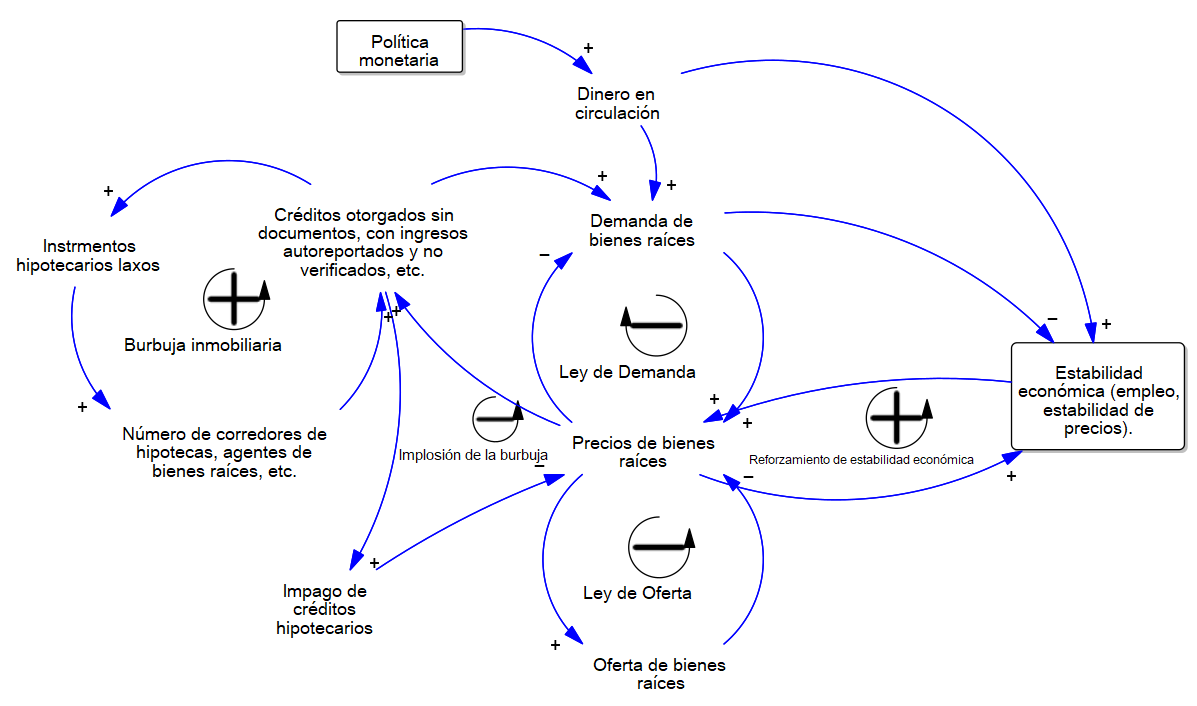 Política
monetaria
+
Dinero en
circulación
+
+
+
Créditos otorgados sin
documentos, con ingresos
autoreportados y no
verificados, etc.
Demanda de
bienes raíces
Instrmentos
hipotecarios laxos
−
+
+
Burbuja inmobiliaria
−
+
Ley de Demanda
Estabilidad
económica (empleo,
estabilidad de
precios).
+
+
+
Número de corredores de
hipotecas, agentes de
bienes raíces, etc.
Precios de bienes
raíces
Implosión de la burbuja
Reforzamiento de estabilidad económica
−
−
+
+
Ley de Oferta
Impago de
créditos
hipotecarios
+
Oferta de bienes
raíces